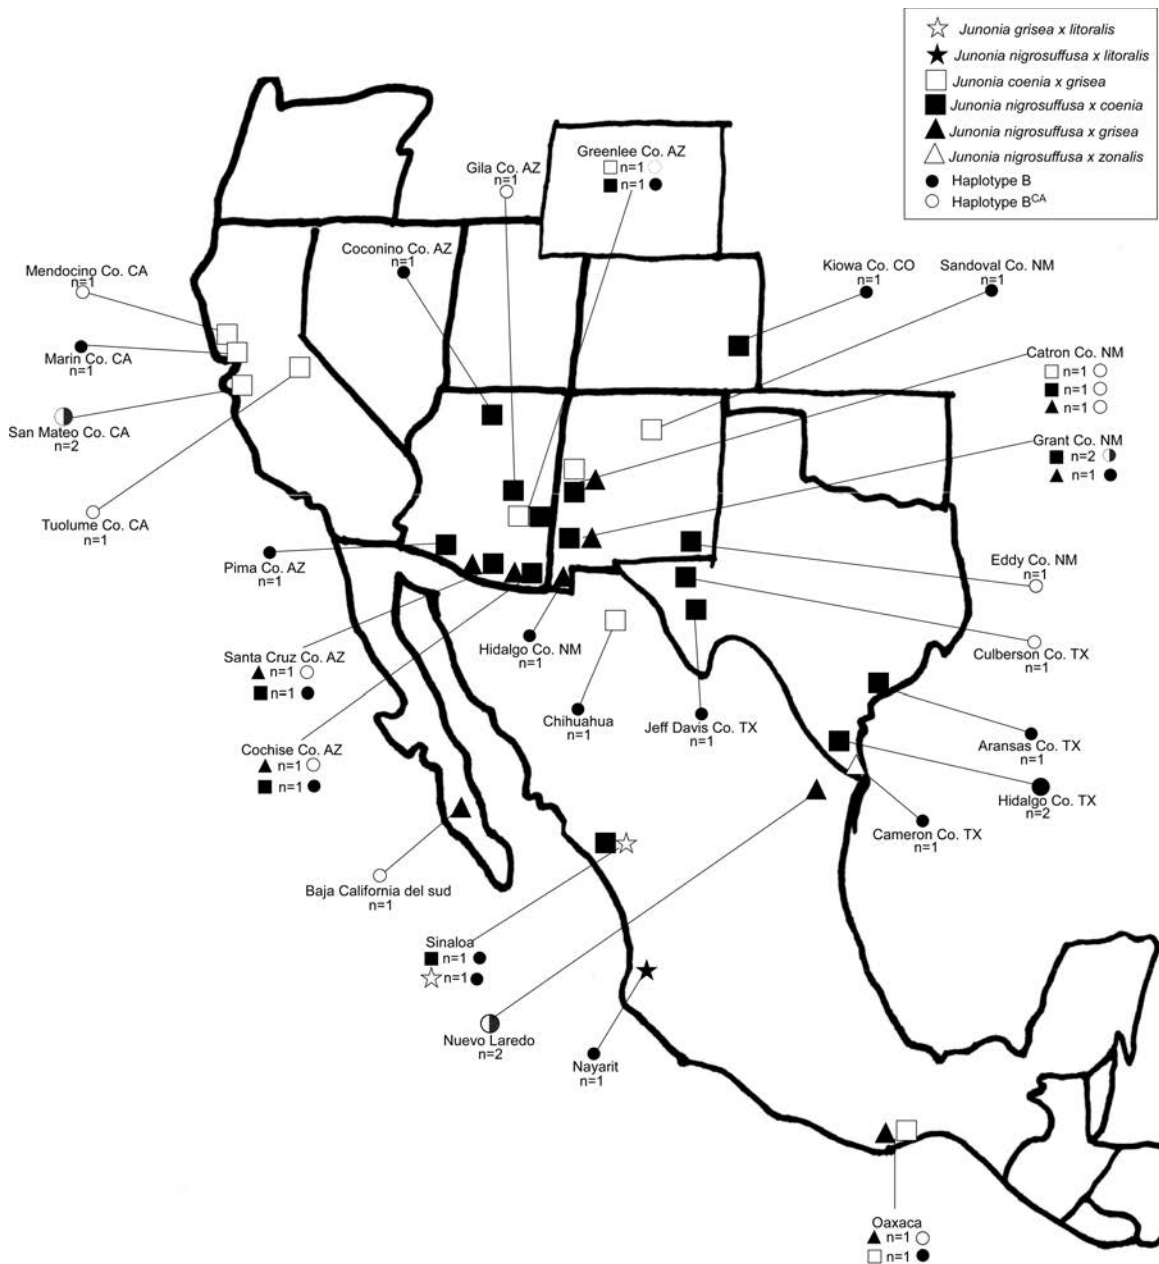 Junonia grisea x litoralis
Junonia nigrosuffusa x litoralis
Junonia coenia x grisea
Junonia nigrosuffusa x coenia
Junonia nigrosuffusa x grisea
Junonia nigrosuffusa x zonalis
Haplotype B
Haplotype BCA
Greenlee Co. AZ
n=1
n=1
Gila Co. AZ
n=1
Coconino Co. AZ
n=1
Mendocino Co. CA
n=1
Kiowa Co. CO
n=1
Sandoval Co. NM
n=1
Marin Co. CA
n=1
Catron Co. NM
n=1
n=1
n=1
San Mateo Co. CA
n=2
Grant Co. NM
n=2
n=1
Tuolume Co. CA
n=1
Pima Co. AZ
n=1
Eddy Co. NM
n=1
Hidalgo Co. NM
n=1
Culberson Co. TX
n=1
Santa Cruz Co. AZ
n=1
n=1
Chihuahua
n=1
Jeff Davis Co. TX
n=1
Aransas Co. TX
n=1
Cochise Co. AZ
n=1
n=1
Hidalgo Co. TX
n=2
Cameron Co. TX
n=1
Baja California del sud
n=1
Sinaloa
n=1
n=1
Nuevo Laredo
n=2
Nayarit
n=1
Oaxaca
n=1
n=1